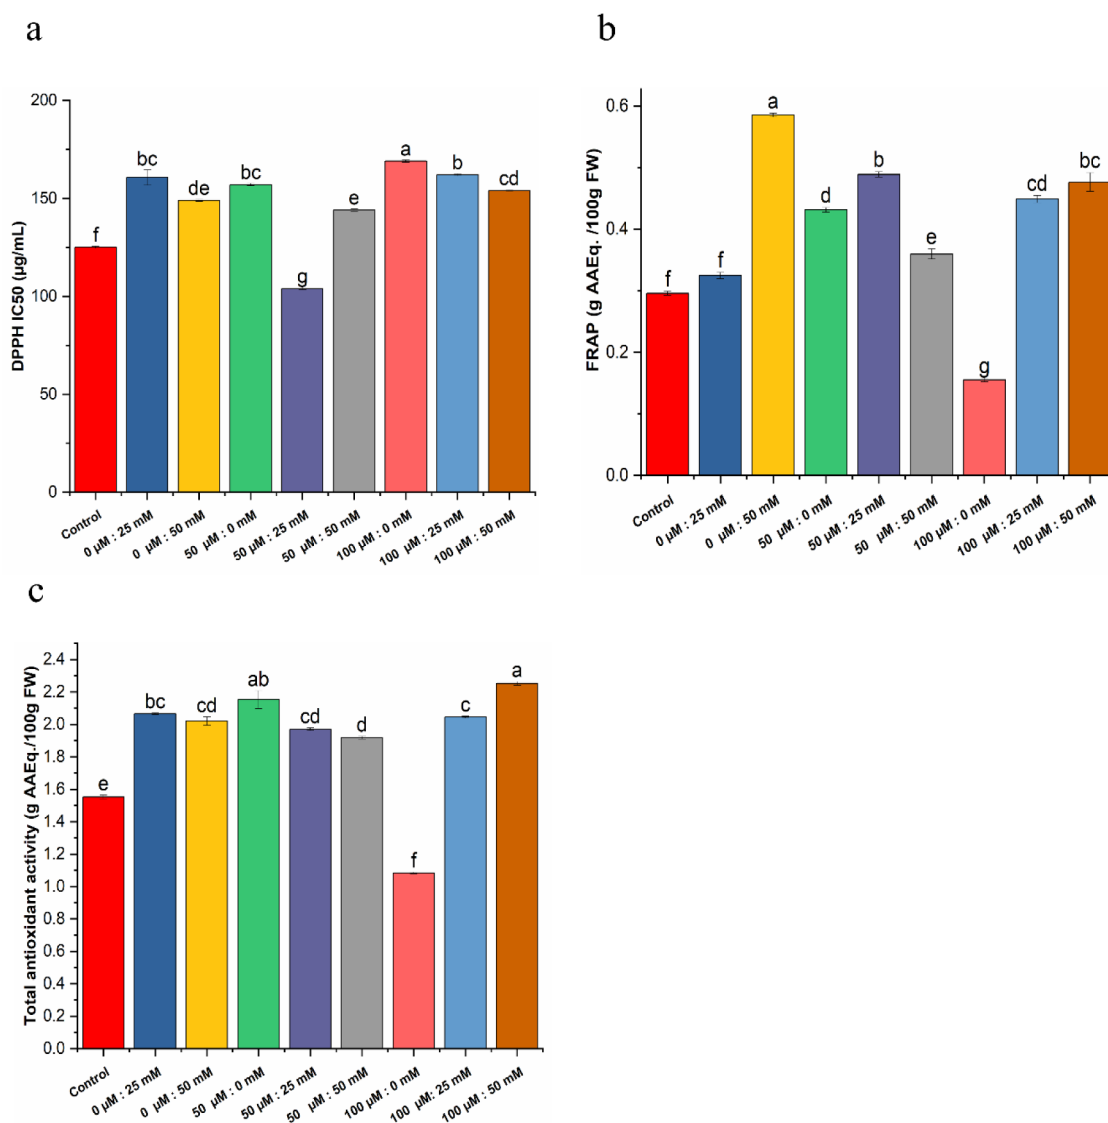 a
DPPH IC50 (µg/mL)
200
150
100
50
0
f
bc
de
bc
g
e
a
b
cd
Control
0 µM : 25 mM
0 µM : 50 mM
50 µM : 0 mM
50 µM : 25 mM
50 µM : 50 mM
100 µM : 0 mM
100 µM : 25 mM
100 µM : 50 mM
b
FRAP (g AAEq. /100g FW)
0.6
0.4
0.2
0.0
f
f
a
d
b
e
g
cd
bc
Control
0 µM : 25 mM
0 µM : 50 mM
50 µM : 0 mM
50 µM : 25 mM
50 µM : 50 mM
100 µM : 0 mM
100 µM : 25 mM
100 µM : 50 mM
c
Total antioxidant activity (g AAEq./100g FW)
2.4
2.2
2.0
1.8
1.6
1.4
1.2
1.0
0.8
0.6
0.4
0.2
0.0
e
bc
cd
ab
cd
d
f
c
a
Control
0 µM : 25 mM
0 µM : 50 mM
50 µM : 0 mM
50 µM : 25 mM
50 µM : 50 mM
100 µM : 0 mM
100 µM: 25 mM
100 µM : 50 mM